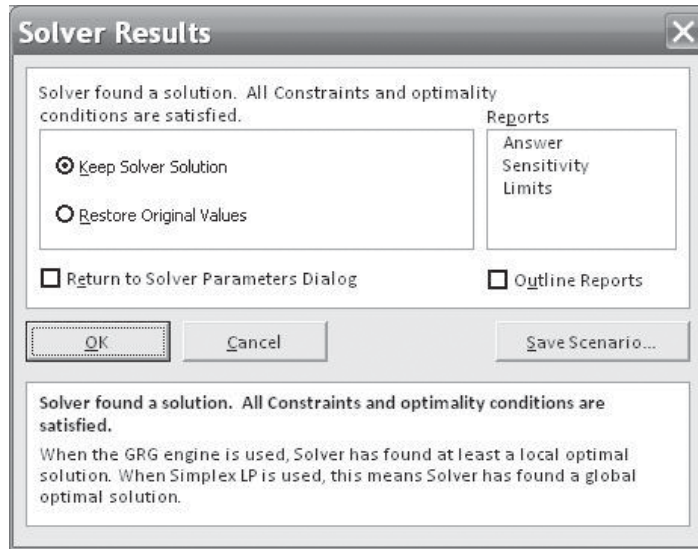 Solver Results
Solver found a solution. All Constraints and optimality
conditions are satisfied.
Reports
Answer
Sensitivity
Limits
Keep Solver Solution
Restore Original Values
Return to Solver Parameters Dialog
Outline Reports
OK
Cancel
Save Scenario...
Solver found a solution. All Constraints and optimality conditions are
satisfied.
When the GRG engine is used, Solver has found at least a local optimal
solution. When Simplex LP is used, this means Solver has found a global
optimal solution.